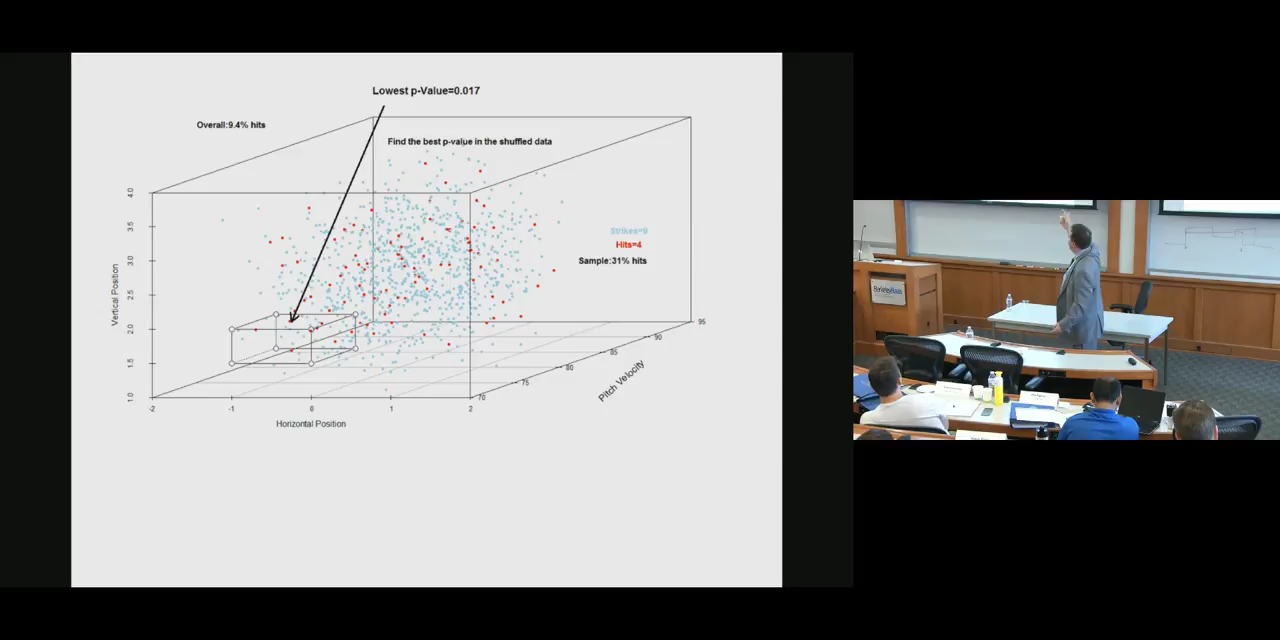 Lowest p-Value=0.017
Overall:9.4% hits
Find the best p-value in the shuffled data
Strikes=9
Hits=4
Sample:31% hits
Vertical Position
4.0
3.5
3.0
2.5
2.0
1.5
1.0
-2
-1
0
1
2
Horizontal Position
70
75
80
85
90
95
Pitch Velocity
BerkeleyHaas